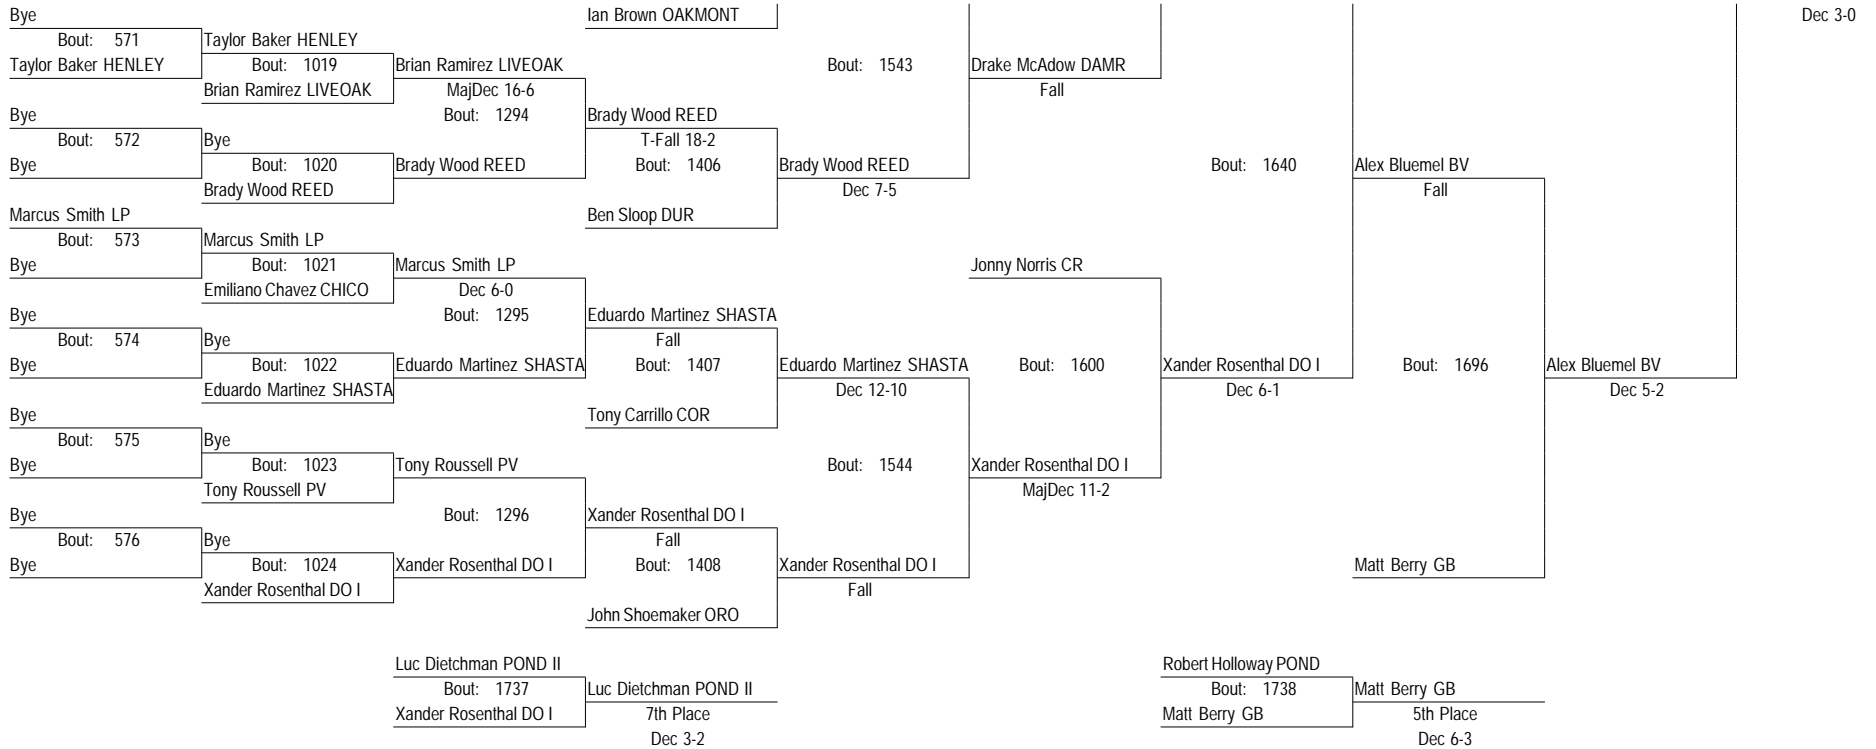 Bye
Ian Brown OAKMONT
Dec 3-0
Bout: 571
Taylor Baker HENLEY
Taylor Baker HENLEY
Bout: 1019
Brian Ramirez LIVEOAK
Bout: 1543
Drake McAdow DAMR
Brian Ramirez LIVEOAK
MajDec 16-6
Fall
Bye
Bout: 1294
Brady Wood REED
Bout: 572
Bye
T-Fall 18-2
Bye
Bout: 1020
Brady Wood REED
Bout: 1406
Brady Wood REED
Bout: 1640
Alex Bluemel BV
Brady Wood REED
Dec 7-5
Fall
Marcus Smith LP
Ben Sloop DUR
Bout: 573
Marcus Smith LP
Bye
Bout: 1021
Marcus Smith LP
Jonny Norris CR
Emiliano Chavez CHICO
Dec 6-0
Bye
Bout: 1295
Eduardo Martinez SHASTA
Bout: 574
Bye
Fall
Bye
Bout: 1022
Eduardo Martinez SHASTA
Bout: 1407
Eduardo Martinez SHASTA
Bout: 1600
Xander Rosenthal DO I
Bout: 1696
Alex Bluemel BV
Eduardo Martinez SHASTA
Dec 12-10
Dec 6-1
Dec 5-2
Bye
Tony Carrillo COR
Bout: 575
Bye
Bye
Bout: 1023
Tony Roussell PV
Bout: 1544
Xander Rosenthal DO I
Tony Roussell PV
MajDec 11-2
Bye
Bout: 1296
Xander Rosenthal DO I
Bout: 576
Bye
Fall
Bye
Bout: 1024
Xander Rosenthal DO I
Bout: 1408
Xander Rosenthal DO I
Matt Berry GB
Xander Rosenthal DO I
Fall
John Shoemaker ORO
Luc Dietchman POND II
Robert Holloway POND
Bout: 1737
Luc Dietchman POND II
Bout: 1738
Matt Berry GB
Xander Rosenthal DO I
7th Place
Matt Berry GB
5th Place
Dec 3-2
Dec 6-3